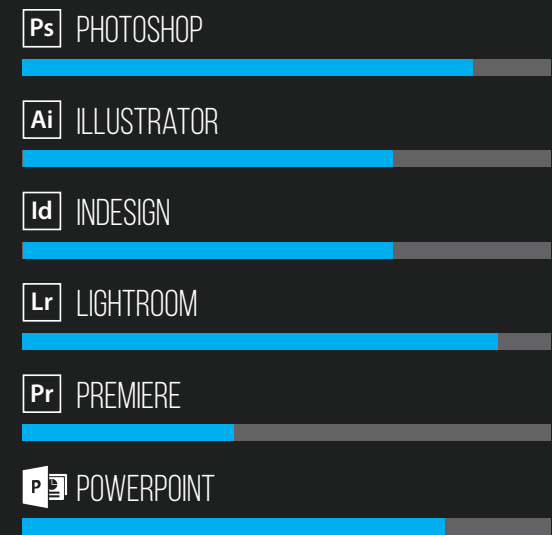 Ps PHOTOSHOP
Ai ILLUSTRATOR
Id INDESIGN
Lr LIGHTROOM
Pr PREMIERE
P POWERPOINT